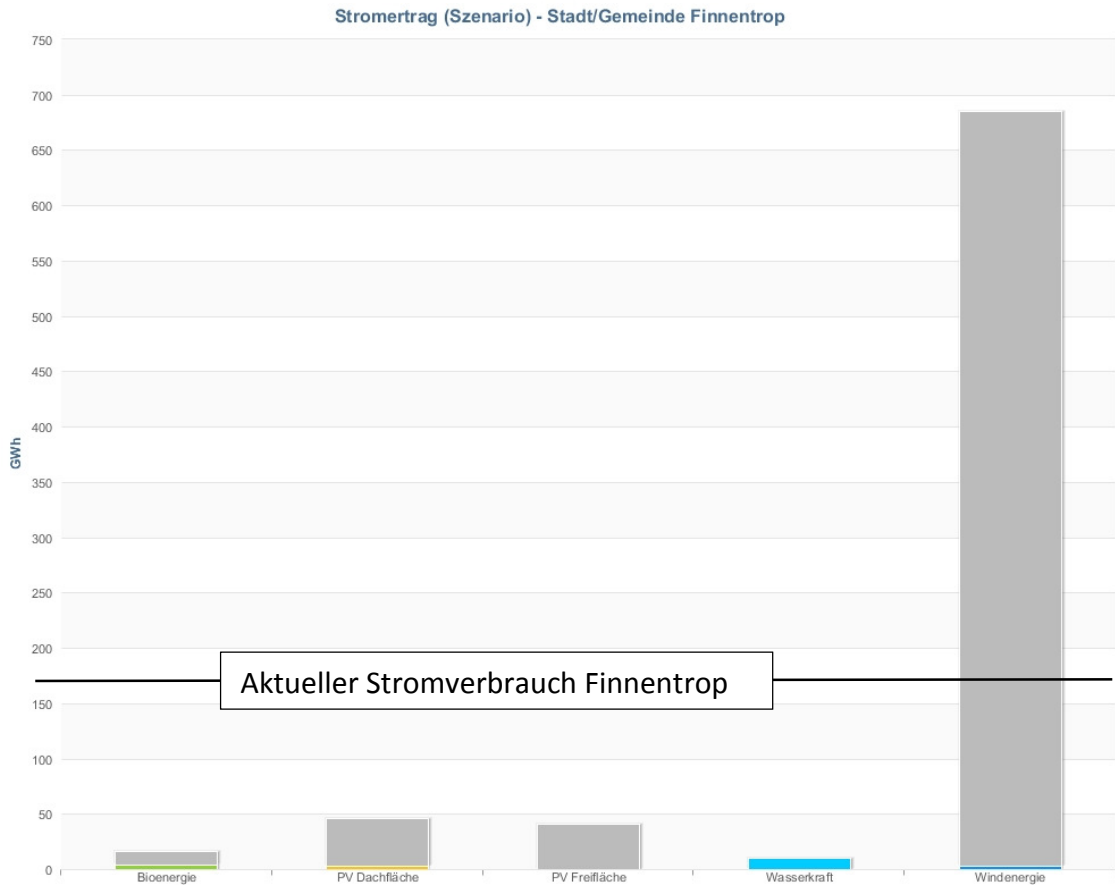 Stromertrag (Szenario) - Stadt/Gemeinde Finnentrop
750
700
650
600
550
500
450
400
350
300
250
200
150
100
50
0
GWh
Aktueller Stromverbrauch Finnentrop
Bioenergie
PV Dachfläche
PV Freifläche
Wasserkraft
Windenergie